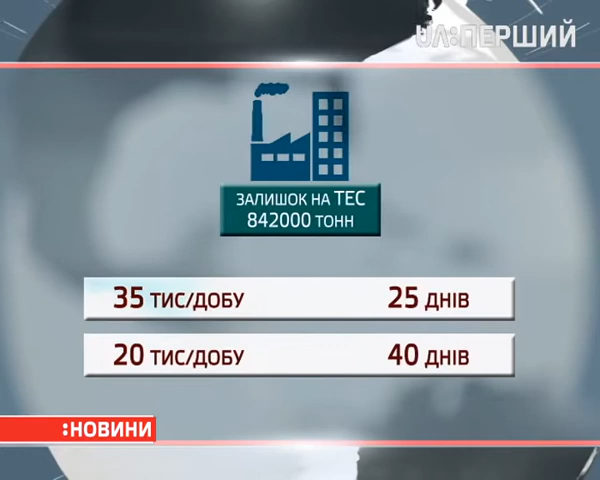 UA:ПЕРШИЙ
ЗАЛИШОК НА ТЕС
842000 ТОНН
35 ТИС/ДОБУ 25 ДНІВ
20 ТИС/ДОБУ 40 ДНІВ
:НОВИНИ